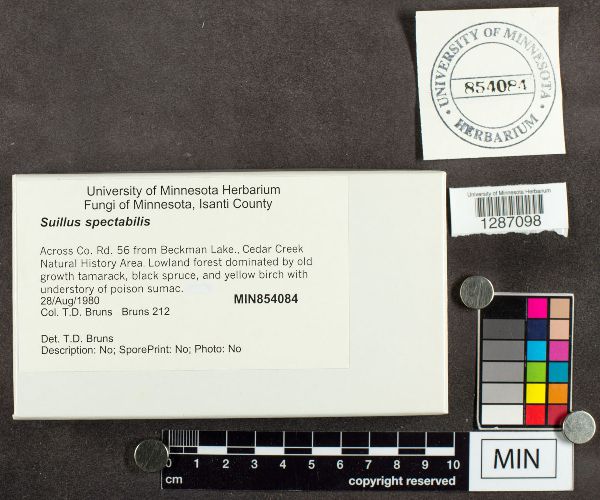 UNIVERSITY OF MINNESOTA
854084
HERBARIUM
University of Minnesota Herbarium
Fungi of Minnesota, Isanti County
Suillus spectabilis
Across Co. Rd. 56 from Beckman Lake., Cedar Creek
Natural History Area. Lowland forest dominated by old
growth tamarack, black spruce, and yellow birch with
understory of poison sumac.
28/Aug/1980 MIN854084
Col. T.D. Bruns Bruns 212
Det. T.D. Bruns
Description: No; SporePrint: No; Photo: No
University of Minnesota Herbarium
1287098
0 1 2 3 4 5 6 7 8 9 10
cm copyright reserved
MIN